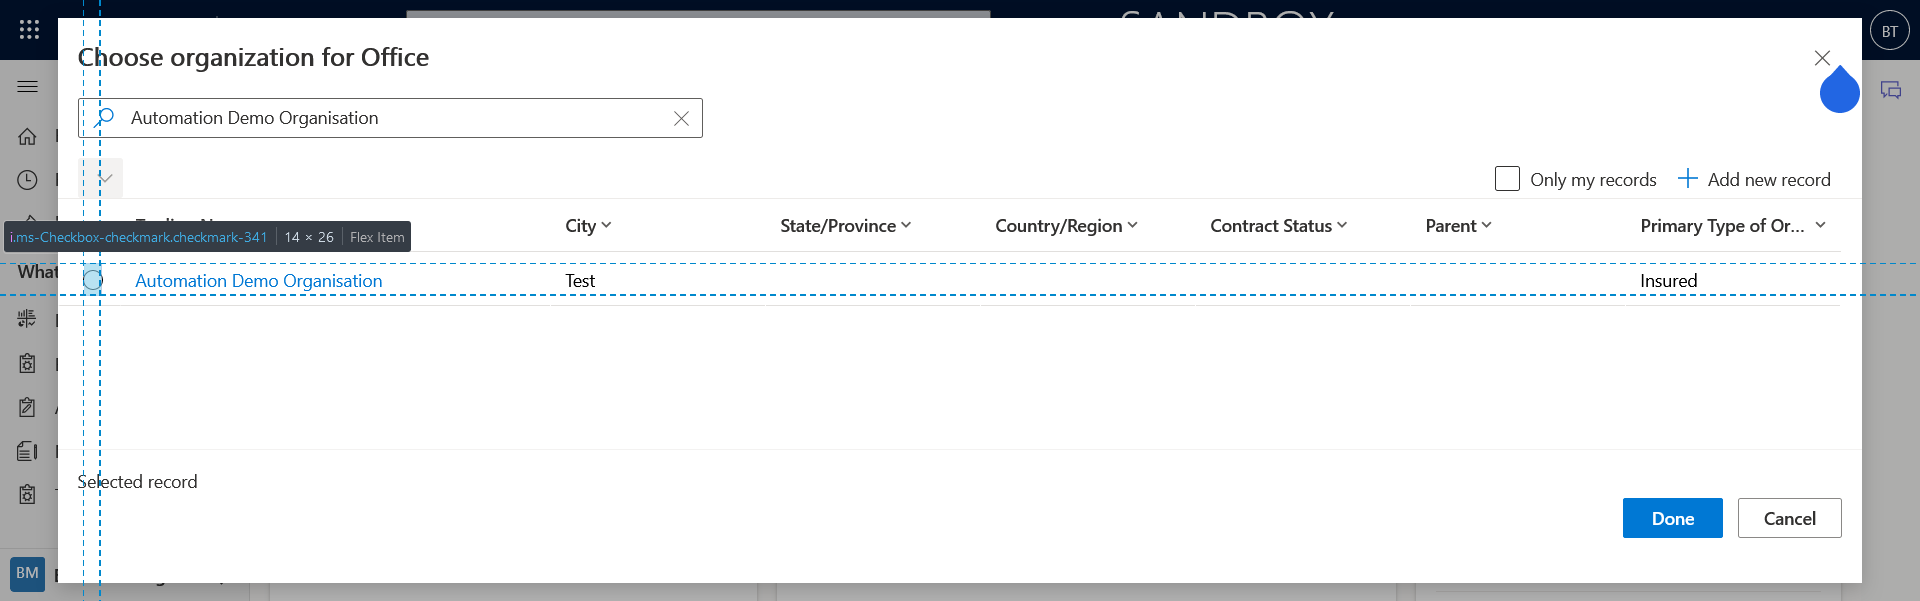 SANDBOX
BT
Choose organization for Office
Automation Demo Organisation
Only my records
Add new record
City
State/Province
Country/Region
Contract Status
Parent
Primary Type of Or...
i.ms-Checkbox-checkmark.checkmark-341
14 × 26
Flex Item
What
Automation Demo Organisation
Test
Insured
Selected record
Done
Cancel
BM